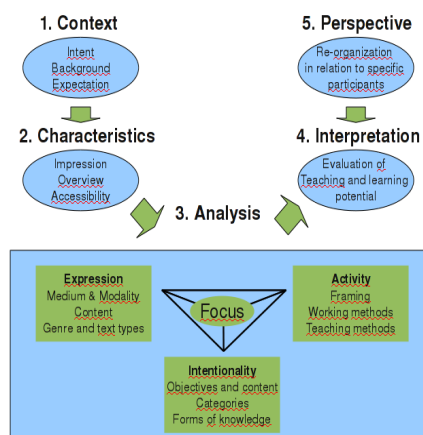 1. Context
Intent
Background
Expectation
2. Characteristics
Impression
Overview
Accessibility
3. Analysis
Expression
Medium & Modality
Content
Genre and text types
Focus
Activity
Framing
Working methods
Teaching methods
Intentionality
Objectives and content
Categories
Forms of knowledge
4. Interpretation
Evaluation of
Teaching and learning
potential
5. Perspective
Re-organization
in relation to specific
participants